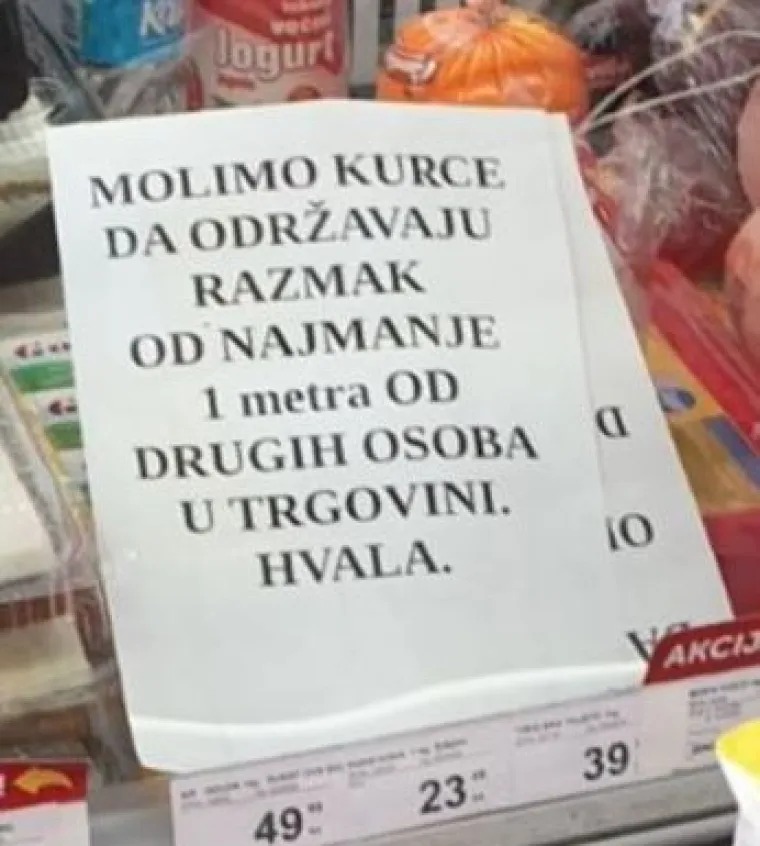 Jogurt
MOLIMO KURCE
DA ODRŽAVAJU
RAZMAK
OD NAJMANJE
1 metra OD
DRUGIH OSOBA
U TRGOVINI.
HVALA.
AKCIJ
49
23
39